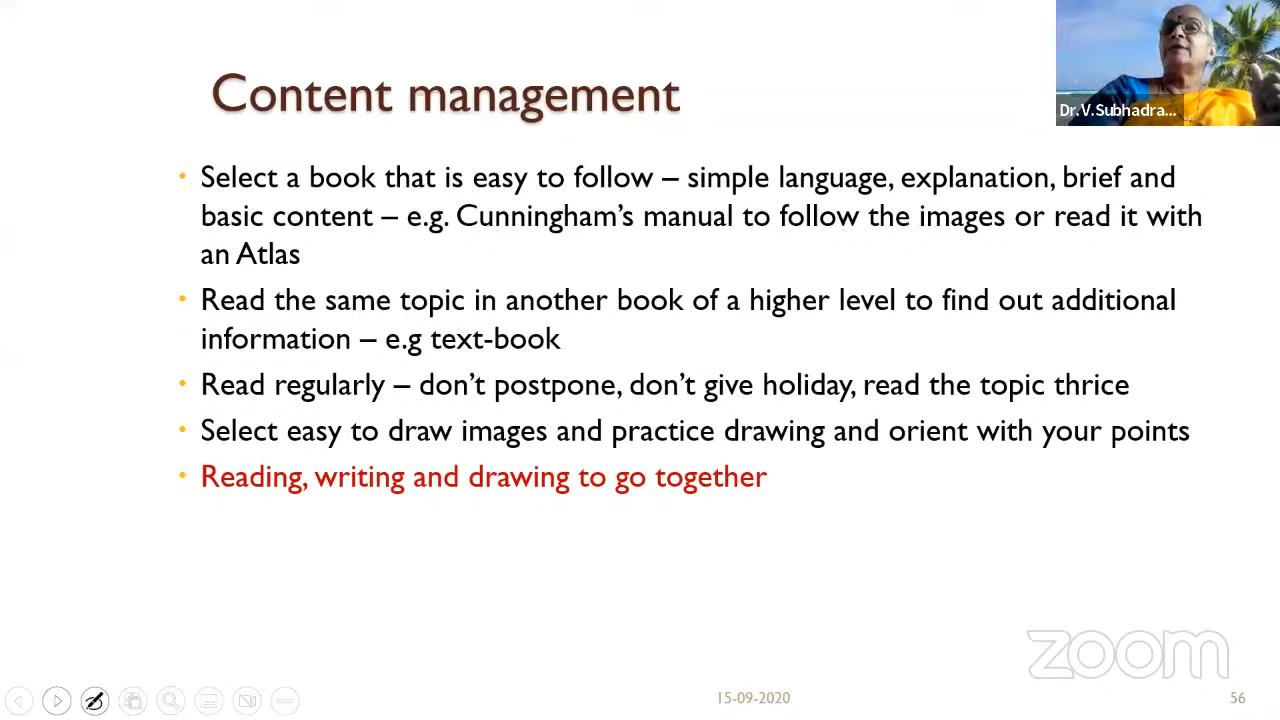 Dr. V.Subhadra...
Content management
• Select a book that is easy to follow – simple language, explanation, brief and
basic content – e.g. Cunningham’s manual to follow the images or read it with
an Atlas
• Read the same topic in another book of a higher level to find out additional
information – e.g text-book
• Read regularly – don’t postpone, don’t give holiday, read the topic thrice
• Select easy to draw images and practice drawing and orient with your points
• Reading, writing and drawing to go together
zoom
15-09-2020
56